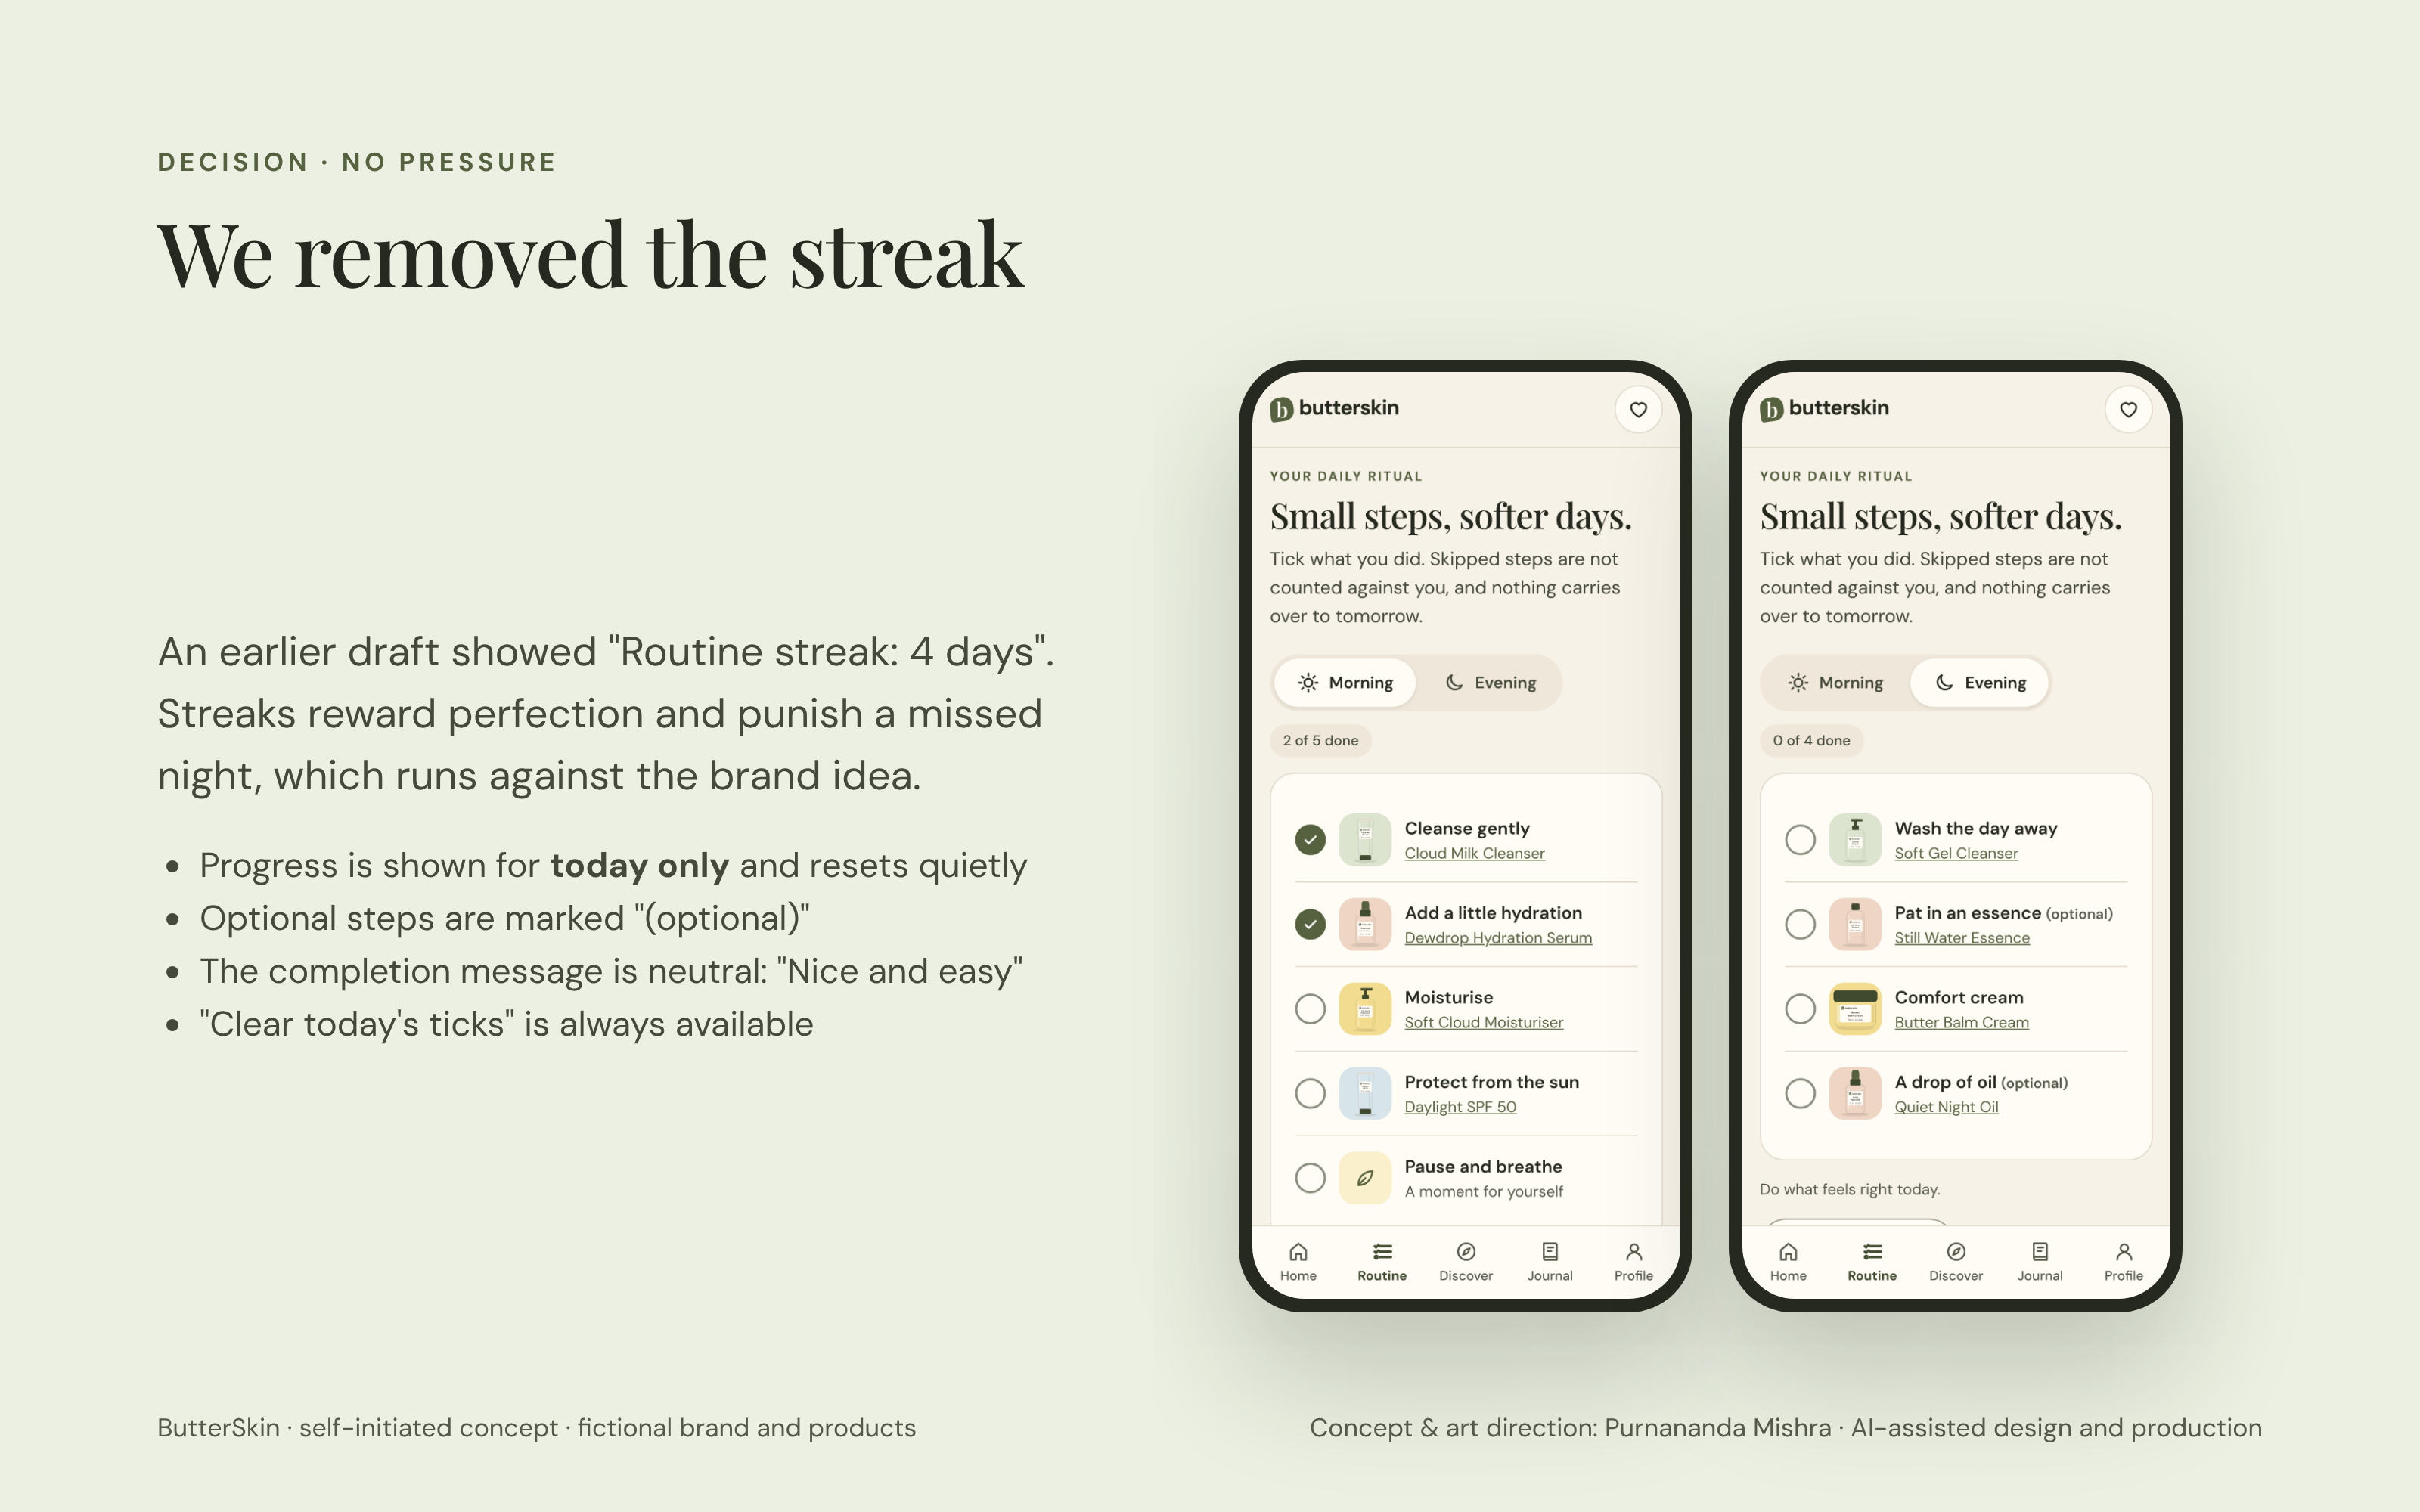 DECISION · NO PRESSURE
We removed the streak
An earlier draft showed "Routine streak: 4 days".
Streaks reward perfection and punish a missed
night, which runs against the brand idea.
• Progress is shown for today only and resets quietly
• Optional steps are marked "(optional)"
• The completion message is neutral: "Nice and easy"
• "Clear today's ticks" is always available
b butterskin
YOUR DAILY RITUAL
Small steps, softer days.
Tick what you did. Skipped steps are not
counted against you, and nothing carries
over to tomorrow.
Morning Evening
2 of 5 done
Cleanse gently
Cloud Milk Cleanser
Add a little hydration
Dewdrop Hydration Serum
Moisturise
Soft Cloud Moisturiser
Protect from the sun
Daylight SPF 50
Pause and breathe
A moment for yourself
Home Routine Discover Journal Profile
b butterskin
YOUR DAILY RITUAL
Small steps, softer days.
Tick what you did. Skipped steps are not
counted against you, and nothing carries
over to tomorrow.
Morning Evening
0 of 4 done
Wash the day away
Soft Gel Cleanser
Pat in an essence (optional)
Still Water Essence
Comfort cream
Butter Balm Cream
A drop of oil (optional)
Quiet Night Oil
Do what feels right today.
Home Routine Discover Journal Profile
ButterSkin · self-initiated concept · fictional brand and products
Concept & art direction: Purnananda Mishra · AI-assisted design and production